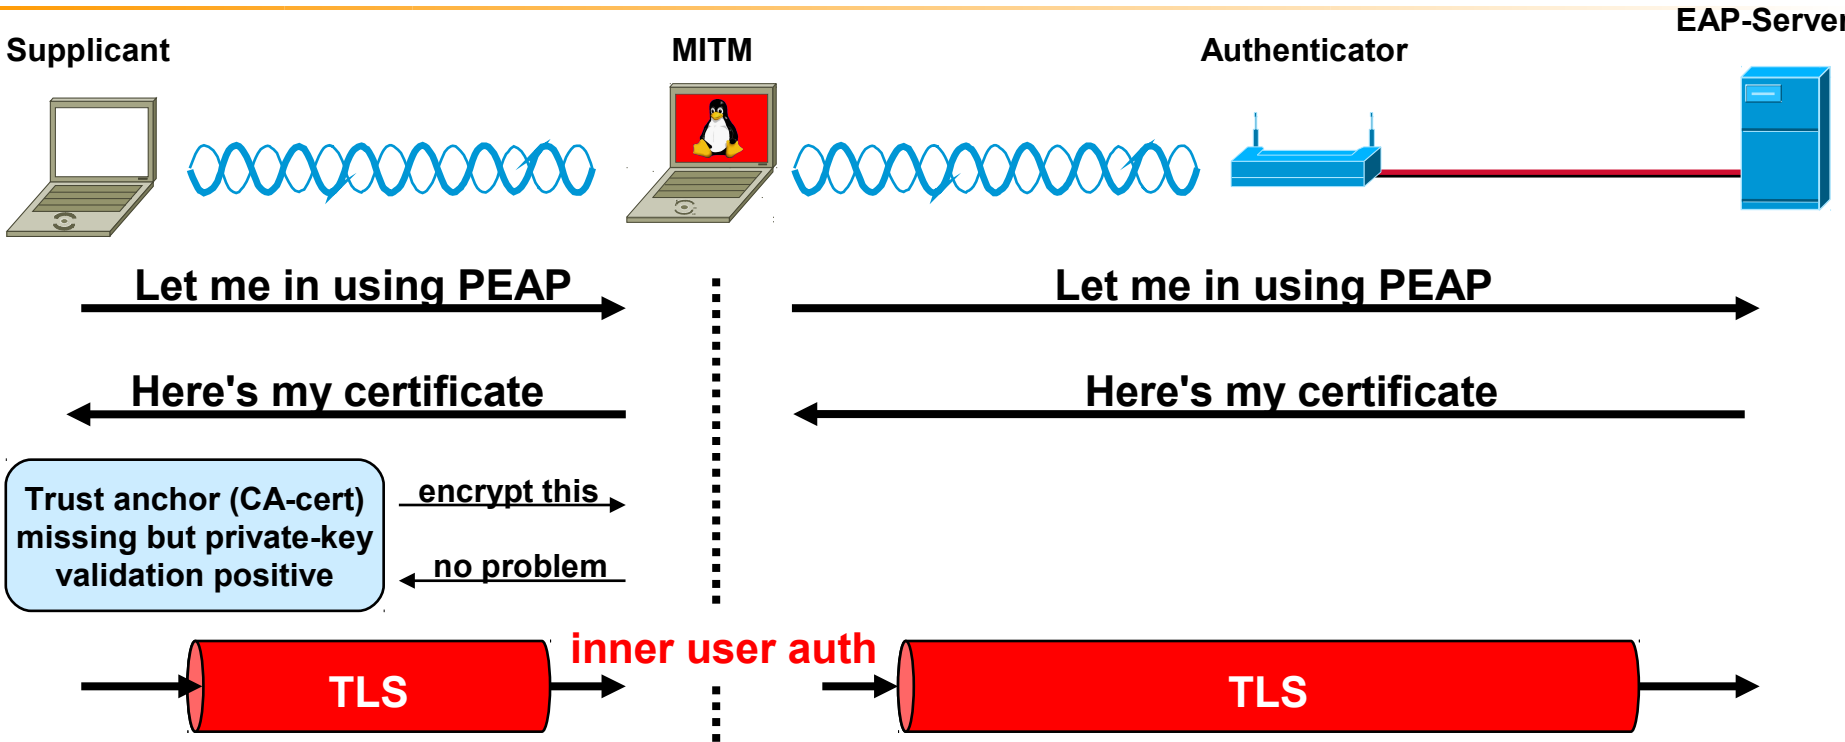 EAP-Server
Supplicant
MITM
Authenticator
Let me in using PEAP
Let me in using PEAP
Here's my certificate
Here's my certificate
Trust anchor (CA-cert)
missing but private-key
validation positive
encrypt this
no problem
inner user auth
TLS
TLS